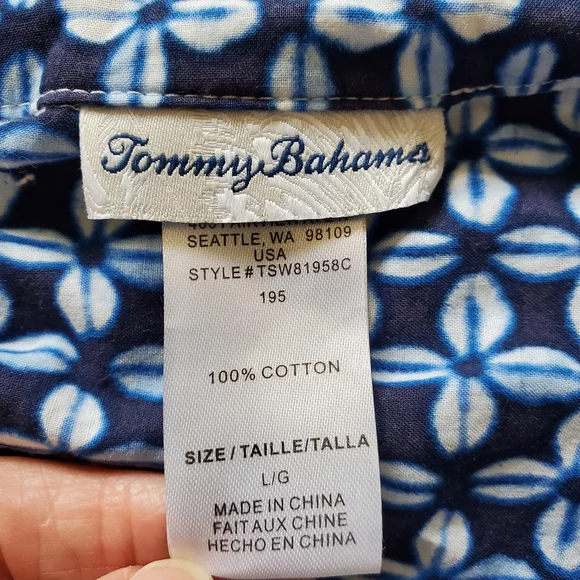 Tommy Bahama
SEATTLE, WA 98109
USA
STYLE # TSW81958C
195
100% COTTON
SIZE / TAILLE/TALLA
L/G
MADE IN CHINA
FAIT AUX CHINE
HECHO EN CHINA